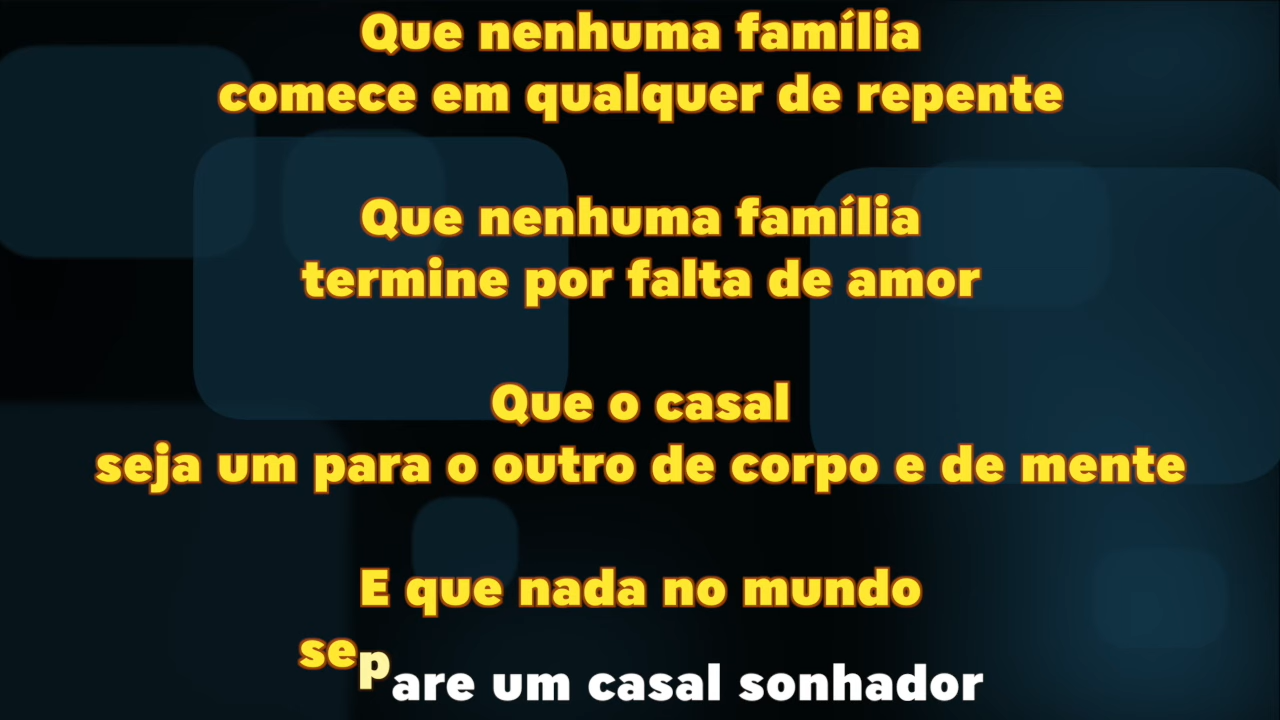 Que nenhuma família
comece em qualquer de repente
Que nenhuma família
termine por falta de amor
Que o casal
seja um para o outro de corpo e de mente
E que nada no mundo
separe um casal sonhador